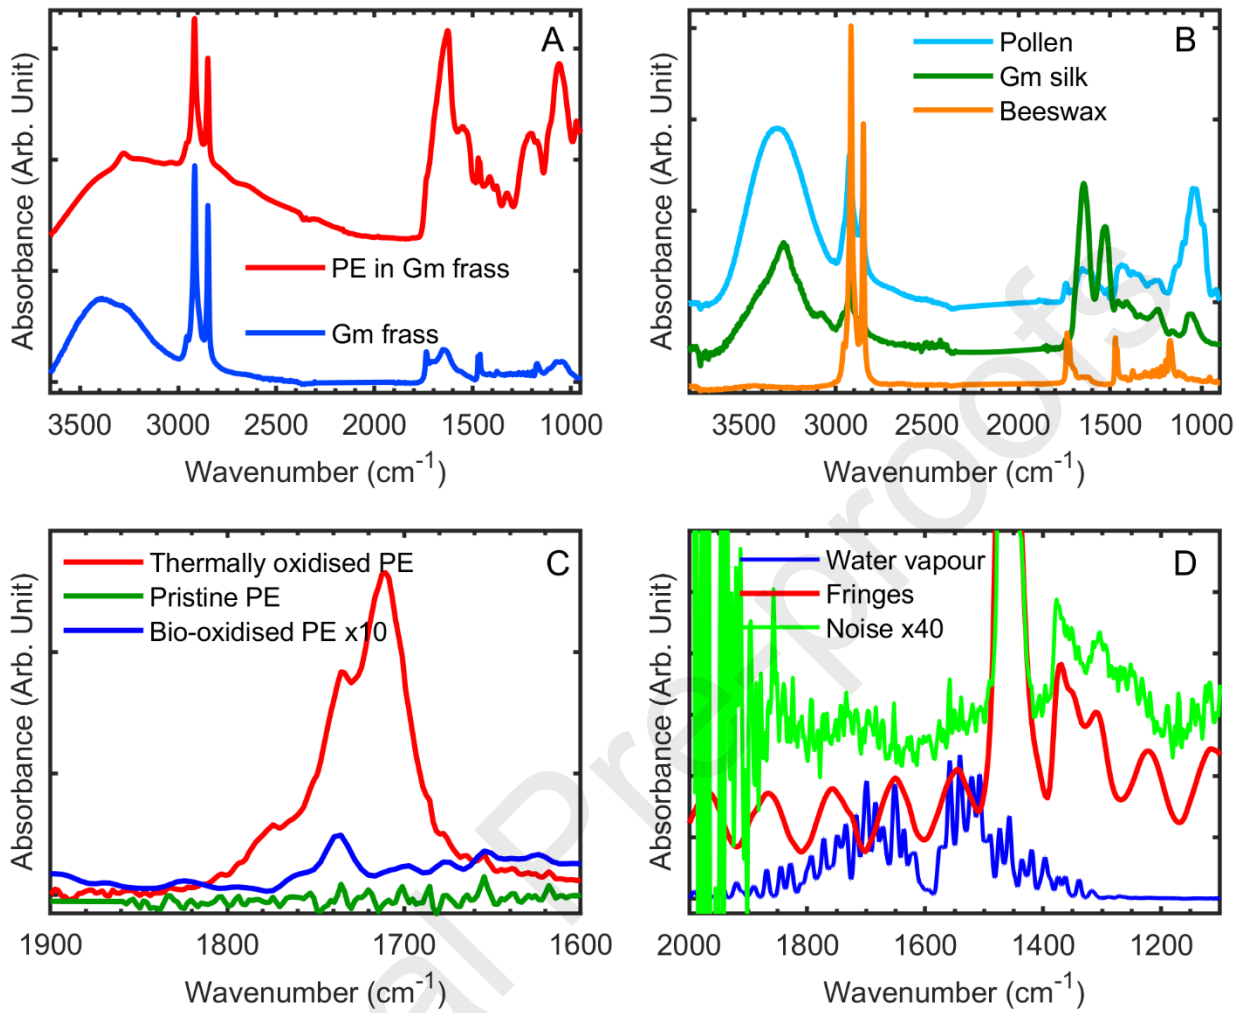 A
Absorbance (Arb. Unit)
PE in Gm frass
Gm frass
3500 3000 2500 2000 1500 1000
Wavenumber (cm-1)
B
Absorbance (Arb. Unit)
Pollen
Gm silk
Beeswax
3500 3000 2500 2000 1500 1000
Wavenumber (cm-1)
C
Absorbance (Arb. Unit)
Thermally oxidised PE
Pristine PE
Bio-oxidised PE x10
1900 1800 1700 1600
Wavenumber (cm-1)
D
Absorbance (Arb. Unit)
Water vapour
Fringes
Noise x40
2000 1800 1600 1400 1200
Wavenumber (cm-1)
al Pre-proofs